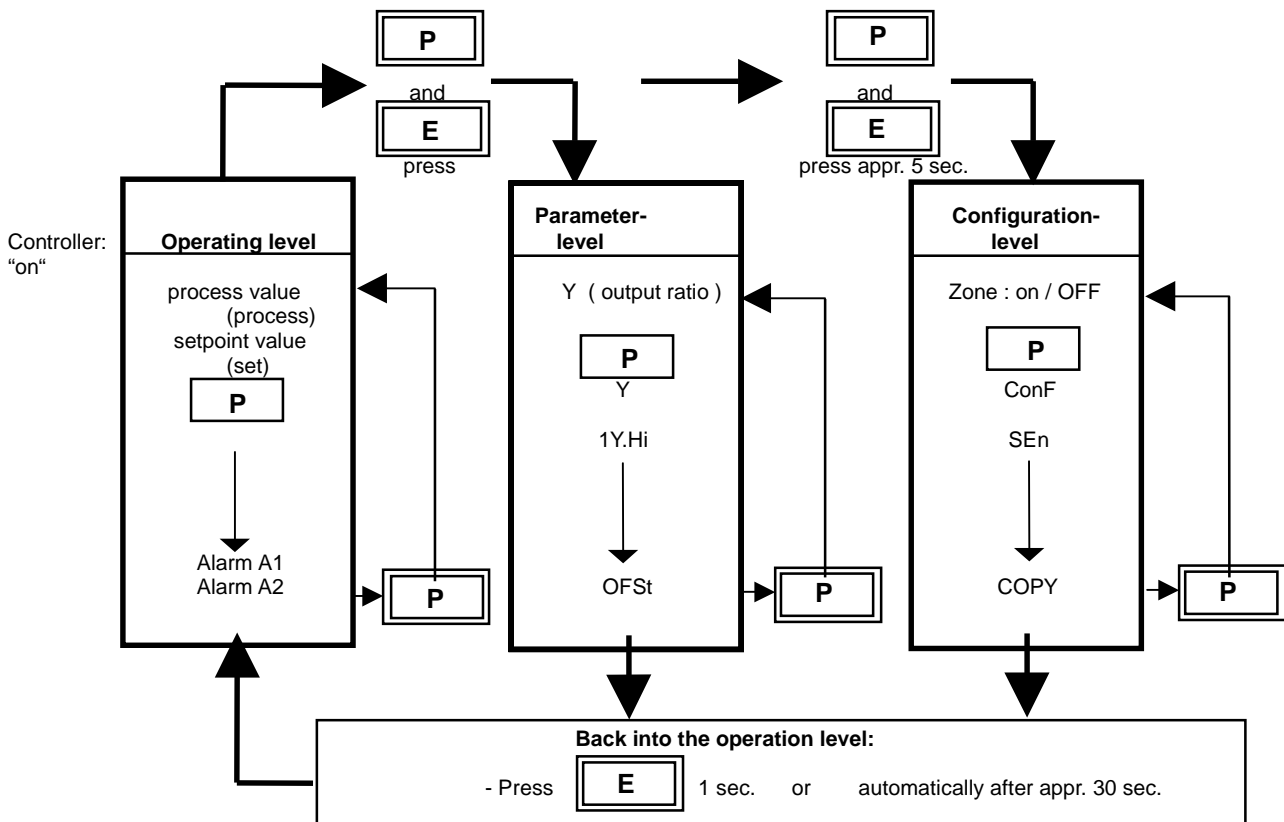 P
and
E
press
P
and
E
press appr. 5 sec.
Controller:
“on“
Operating level
process value
(process)
setpoint value
(set)
P
Alarm A1
Alarm A2
P
Parameter-
level
Y ( output ratio )
P
Y
1Y.Hi
OFSt
P
Configuration-
level
Zone : on / OFF
P
ConF
SEn
COPY
P
Back into the operation level:
- Press E 1 sec. or automatically after appr. 30 sec.